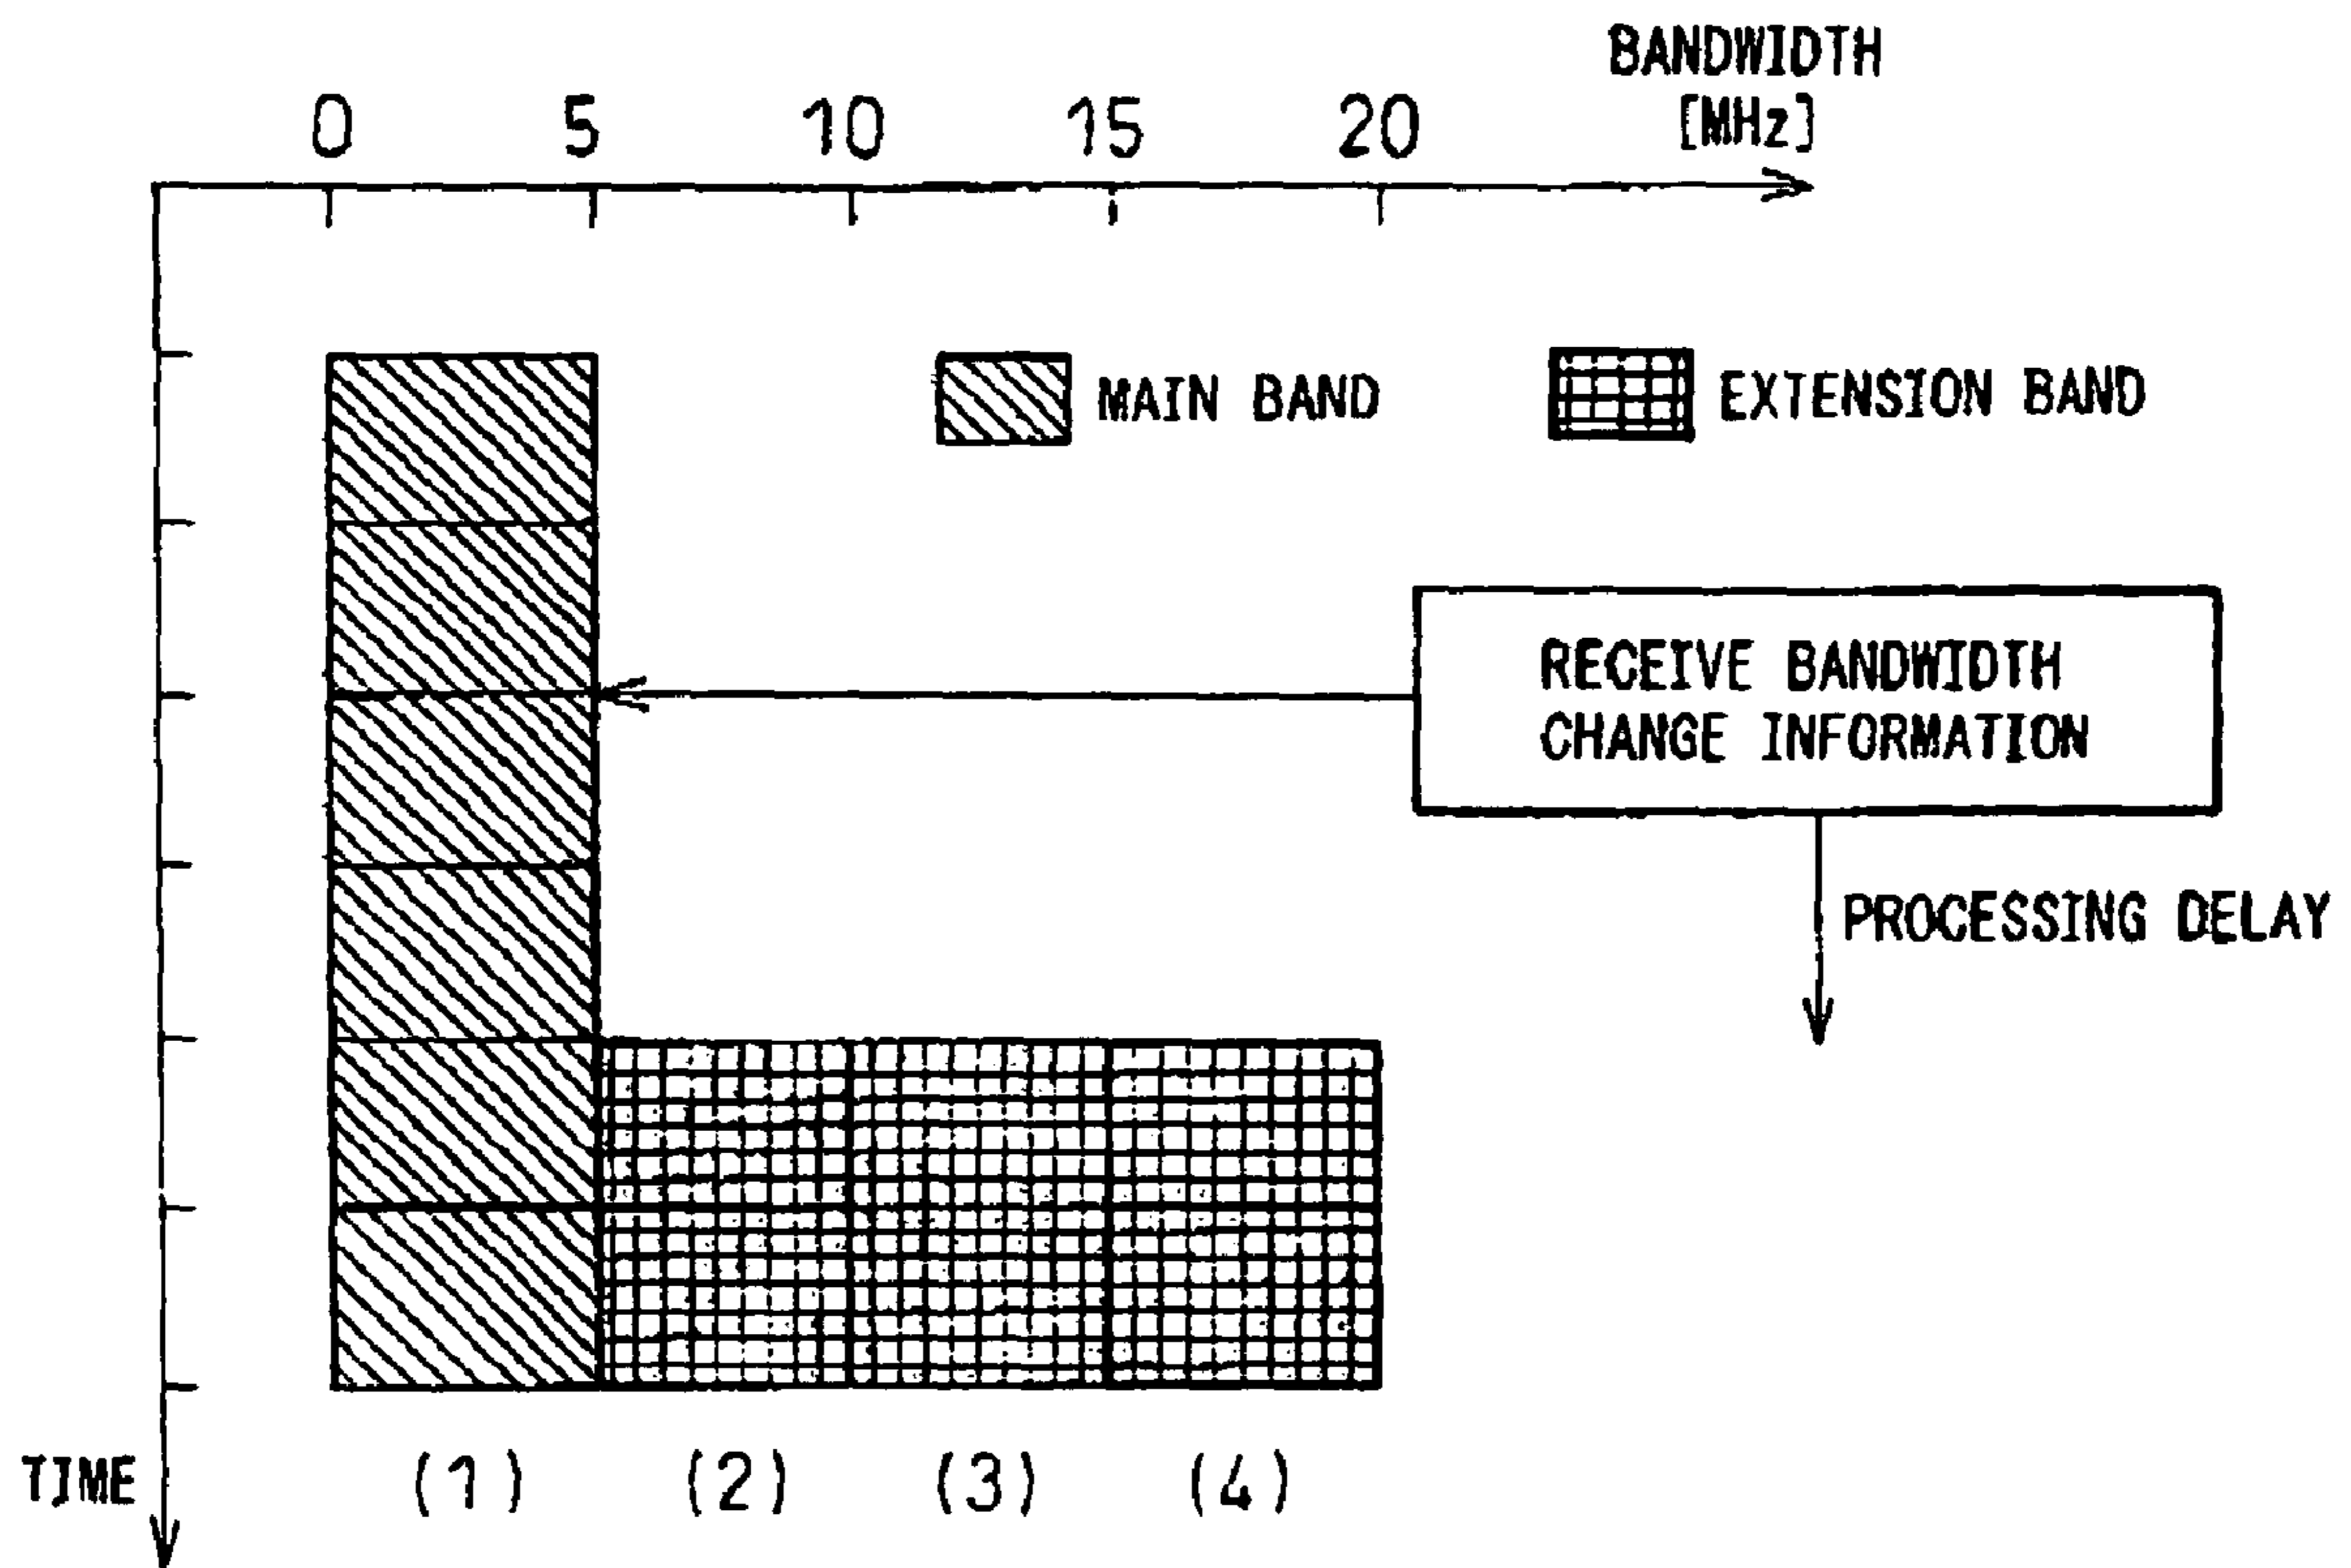 BANDWIDTH
[MHz]
0 5 10 15 20
MAIN BAND
EXTENSION BAND
RECEIVE BANDWIDTH
CHANGE INFORMATION
PROCESSING DELAY
TIME
(1) (2) (3) (4)